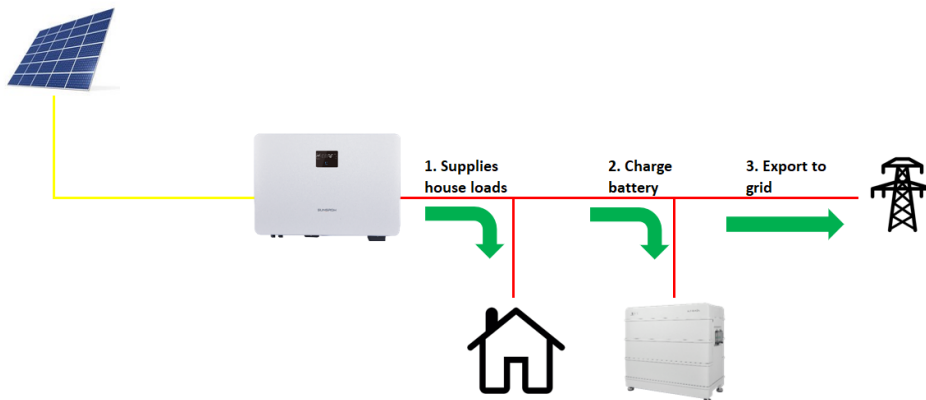 1. Supplies
house loads
2. Charge
battery
3. Export to
grid